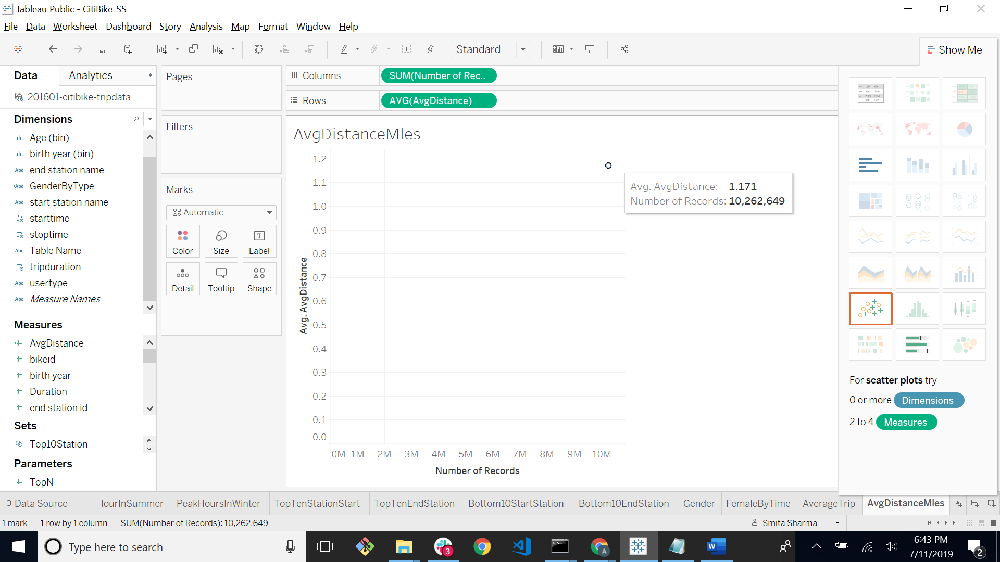 Tableau Public - CitiBike_SS
File Data Worksheet Dashboard Story Analysis Map Format Window Help
Standard
Show Me
Data
Analytics
201601-citibike-tripdata
Dimensions
Age (bin)
birth year (bin)
Abc end station name
=Abc GenderByType
Abc start station name
starttime
stoptime
Abc Table Name
tripduration
Abc usertype
Abc Measure Names
Measures
AvgDistance
bikeid
birth year
Duration
end station id
Sets
Top10Station
Parameters
TopN
Pages
Filters
Marks
Automatic
Color
Size
Label
Detail
Tooltip
Shape
Columns
SUM(Number of Rec..
Rows
AVG(AvgDistance)
AvgDistanceMles
Avg. AvgDistance
1.2
1.1
1.0
0.9
0.8
0.7
0.6
0.5
0.4
0.3
0.2
0.1
0.0
0M 1M 2M 3M 4M 5M 6M 7M 8M 9M 10M
Number of Records
Avg. AvgDistance: 1.171
Number of Records: 10,262,649
For scatter plots try
0 or more Dimensions
2 to 4 Measures
Data Source
lourInSummer
PeakHoursInWinter
TopTenStationStart
TopTenEndStation
Bottom10StartStation
Bottom10EndStation
Gender
FemaleByTime
AverageTrip
AvgDistanceMles
1 mark
1 row by 1 column
SUM(Number of Records): 10,262,649
Smita Sharma
Type here to search
3
A
W
6:43 PM
7/11/2019
2